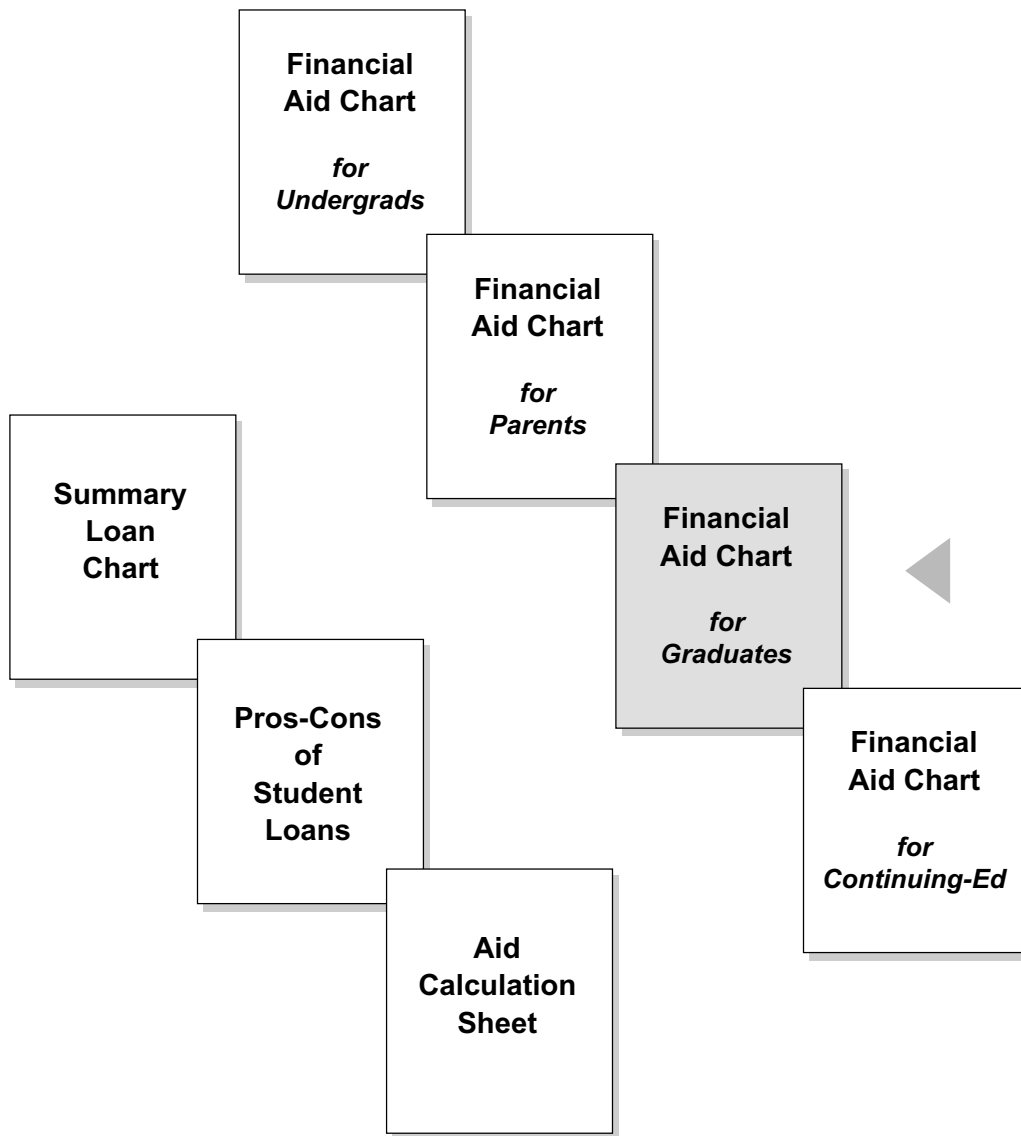 Financial
Aid Chart
for
Undergrads
Financial
Aid Chart
for
Parents
Summary
Loan
Chart
Financial
Aid Chart
for
Graduates
Pros-Cons
of
Student
Loans
Financial
Aid Chart
for
Continuing-Ed
Aid
Calculation
Sheet